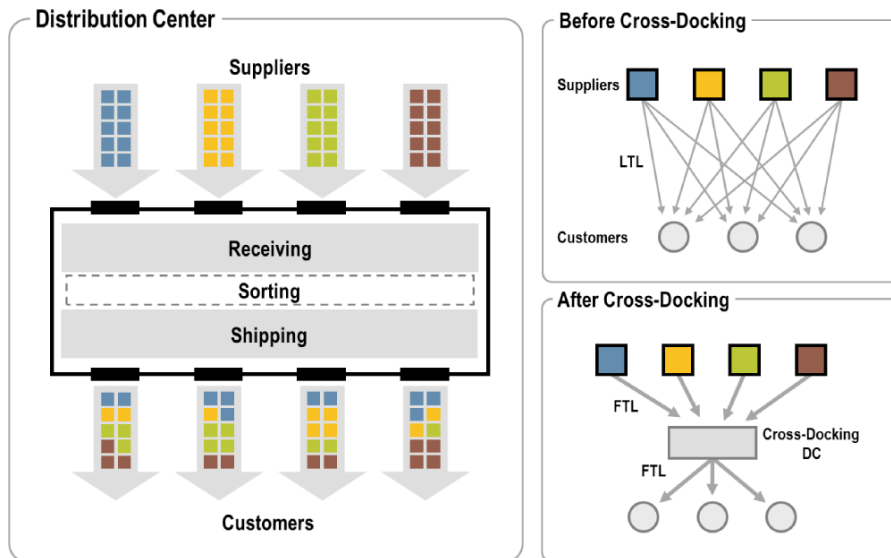 Distribution Center
Suppliers
Receiving
Sorting
Shipping
Customers
Before Cross-Docking
Suppliers
LTL
Customers
After Cross-Docking
FTL
Cross-Docking
DC
FTL